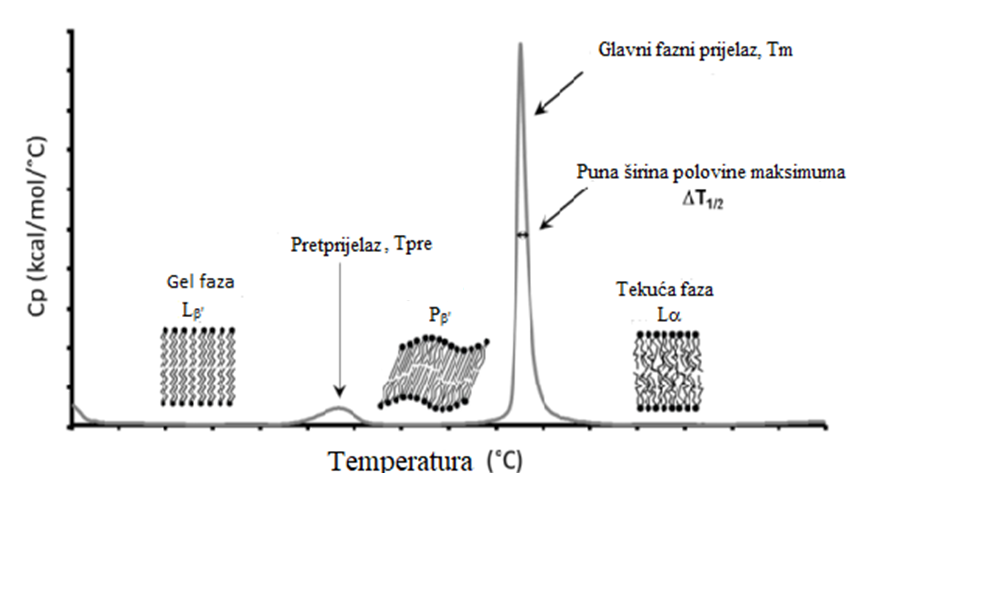 Glavni fazni prijelaz, Tm
Puna širina polovine maksimuma
ΔT1/2
Pretprijelaz , Tpre
Gel faza
Lβ'
Pβ'
Tekuća faza
Lα
Cp (kcal/mol/°C)
Temperatura (°C)